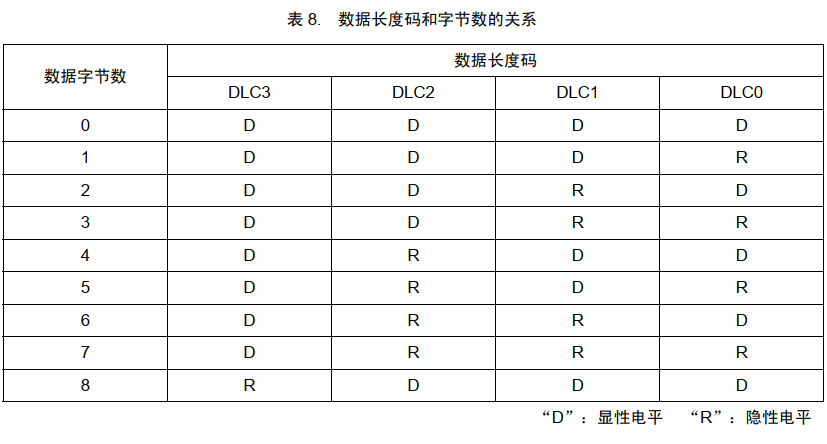 表 8. 数据长度码和字节数的关系
数据字节数 数据长度码
DLC3 DLC2 DLC1 DLC0
0 D D D D
1 D D D R
2 D D R D
3 D D R R
4 D R D D
5 D R D R
6 D R R D
7 D R R R
8 R D D D
“D”：显性电平 “R”：隐性电平